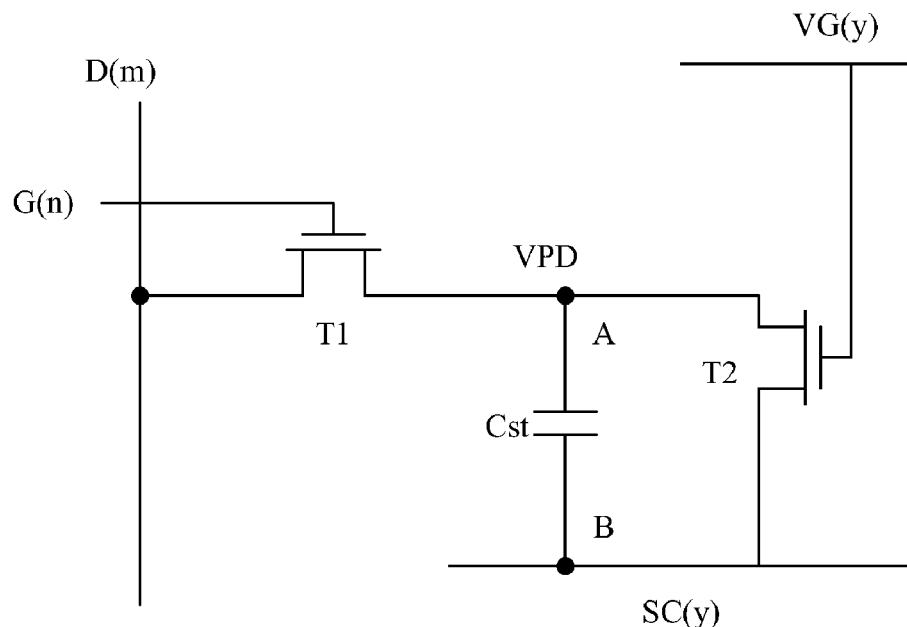 VG(y)
D(m)
G(n)
VPD
T1
A
T2
Cst
B
SC(y)